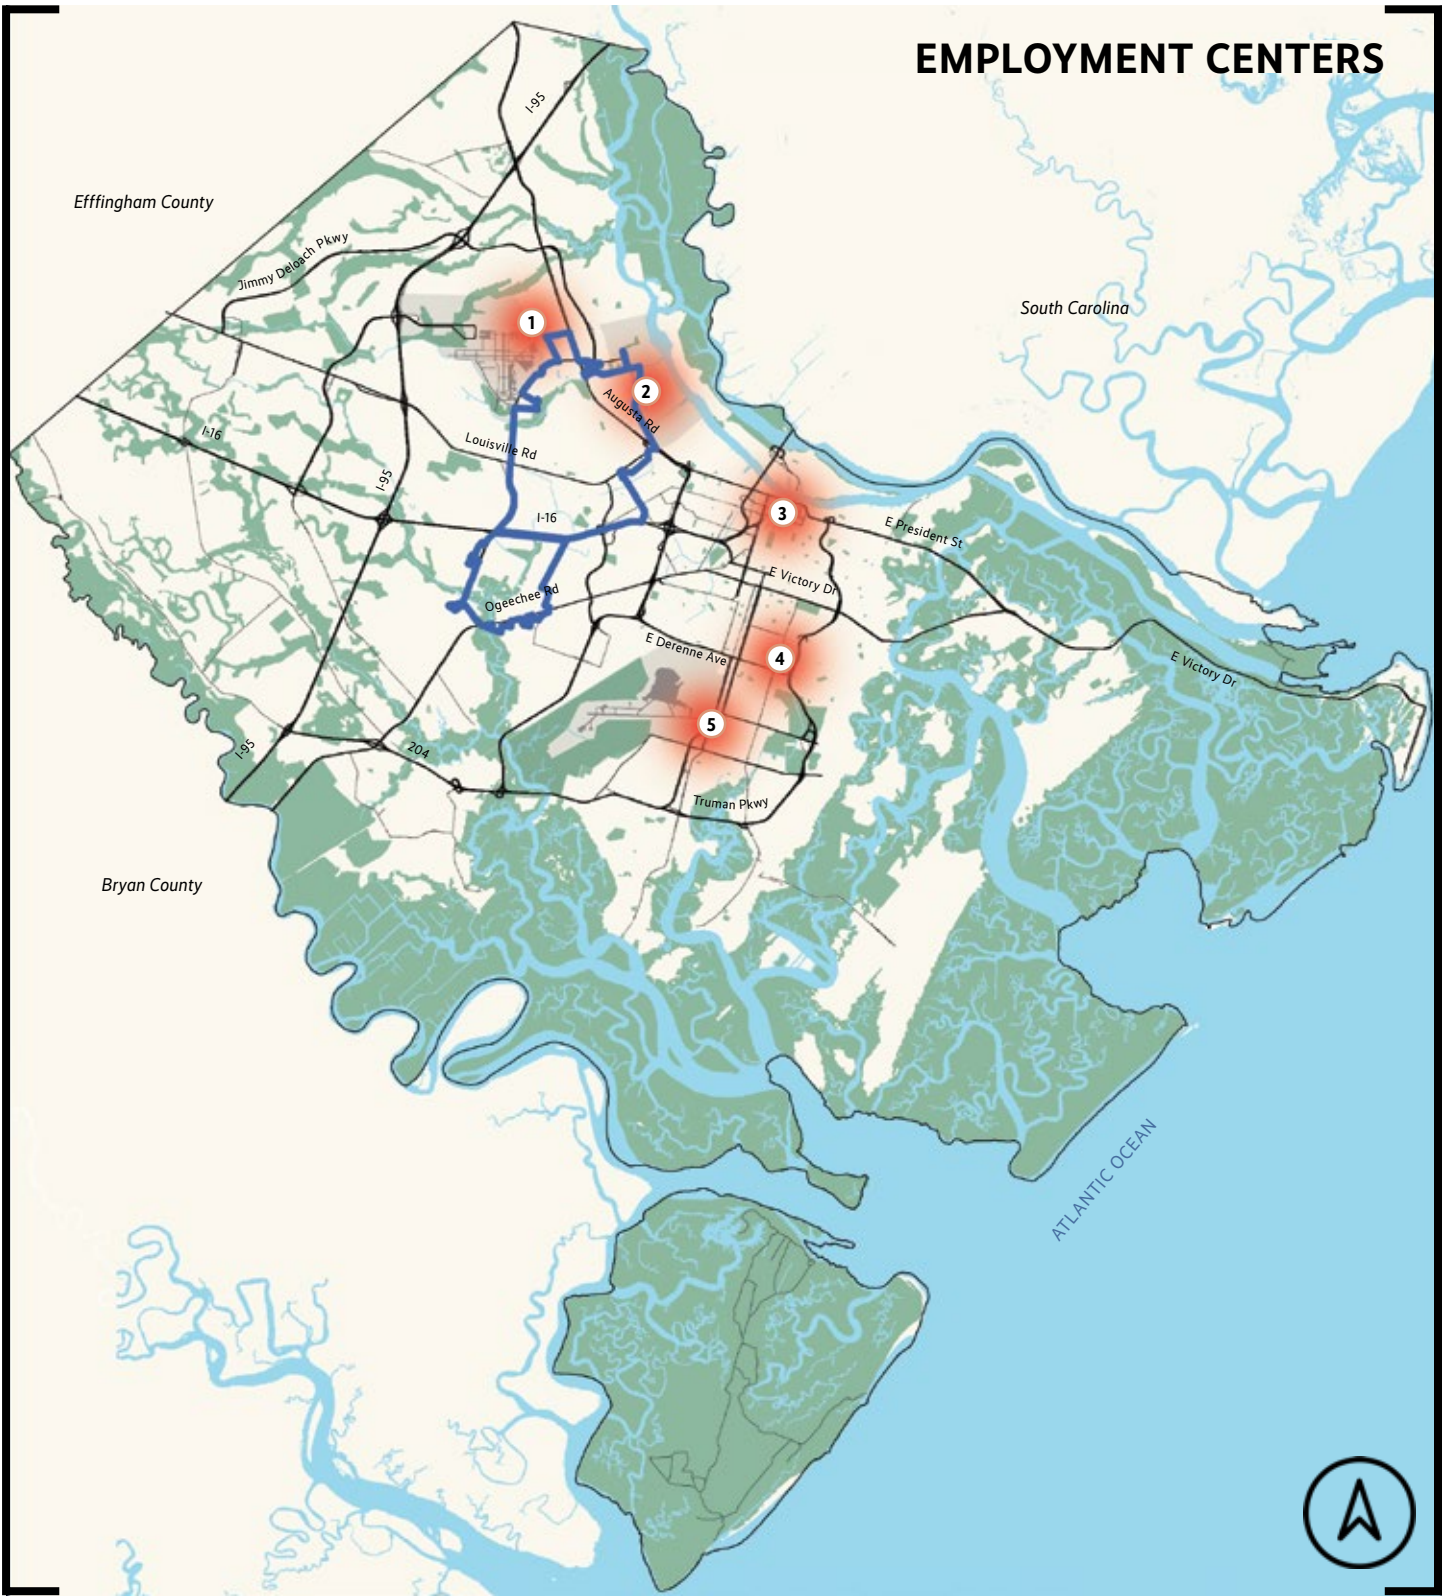 EMPLOYMENT CENTERS
I-95
Efffingham County
Jimmy Deloach Pkwy
South Carolina
1
2
Augusta Rd
I-16
Louisville Rd
I-95
I-16
3
E President St
E Victory Dr
Ogeechee Rd
E Derenne Ave
4
E Victory Dr
5
I-95
204
Truman Pkwy
Bryan County
ATLANTIC OCEAN